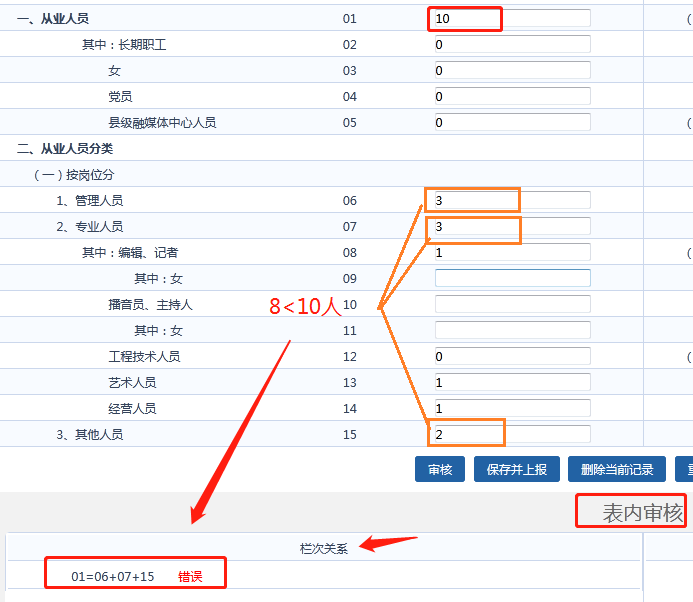 一、从业人员 01 10 (
其中：长期职工 02 0
女 03 0
党员 04 0
县级融媒体中心人员 05 0 (
二、从业人员分类
（一）按岗位分
1、管理人员 06 3
2、专业人员 07 3
其中：编辑、记者 08 1 (
其中：女 09
播音员、主持人 10
8<10人
其中：女 11
工程技术人员 12 0 (
艺术人员 13 1
经营人员 14 1
3、其他人员 15 2
审核 保存并上报 删除当前记录
表内审核
栏次关系
01=06+07+15 错误